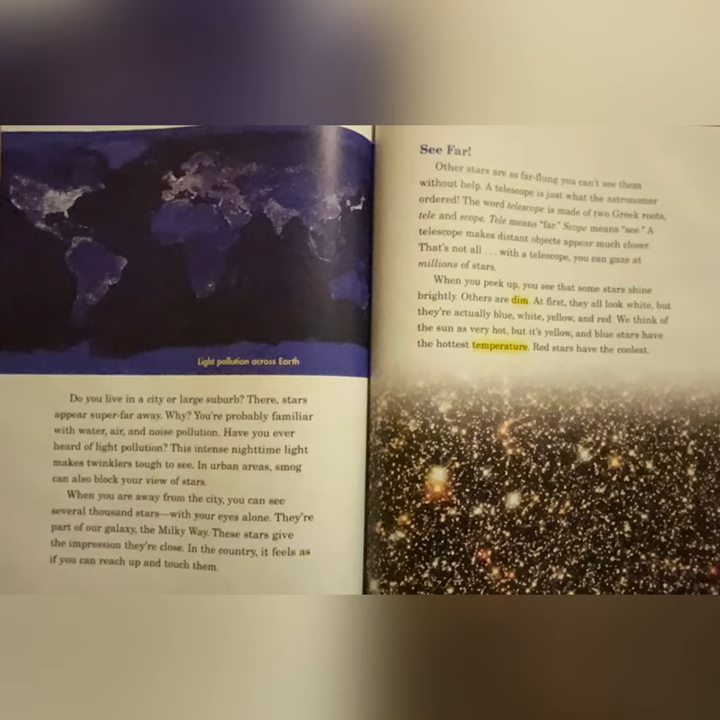 Light pollution across Earth
Do you live in a city or large suburb? There, stars
appear super-far away. Why? You're probably familiar
with water, air, and noise pollution. Have you ever
heard of light pollution? This intense nighttime light
makes twinklers tough to see. In urban areas, smog
can also block your view of stars.
When you are away from the city, you can see
several thousand stars—with your eyes alone. They're
part of our galaxy, the Milky Way. These stars give
the impression they're close. In the country, it feels as
if you can reach up and touch them.
See Far!
Other stars are so far-flung you can't see them
without help. A telescope is just what the astronomer
ordered! The word telescope is made of two Greek roots,
tele and scope. Tele means "far." Scope means "see." A
telescope makes distant objects appear much closer.
That's not all . . . with a telescope, you can gaze at
millions of stars.
When you peek up, you see that some stars shine
brightly. Others are dim. At first, they all look white, but
they're actually blue, white, yellow, and red. We think of
the sun as very hot, but it's yellow, and blue stars have
the hottest temperature. Red stars have the coolest.